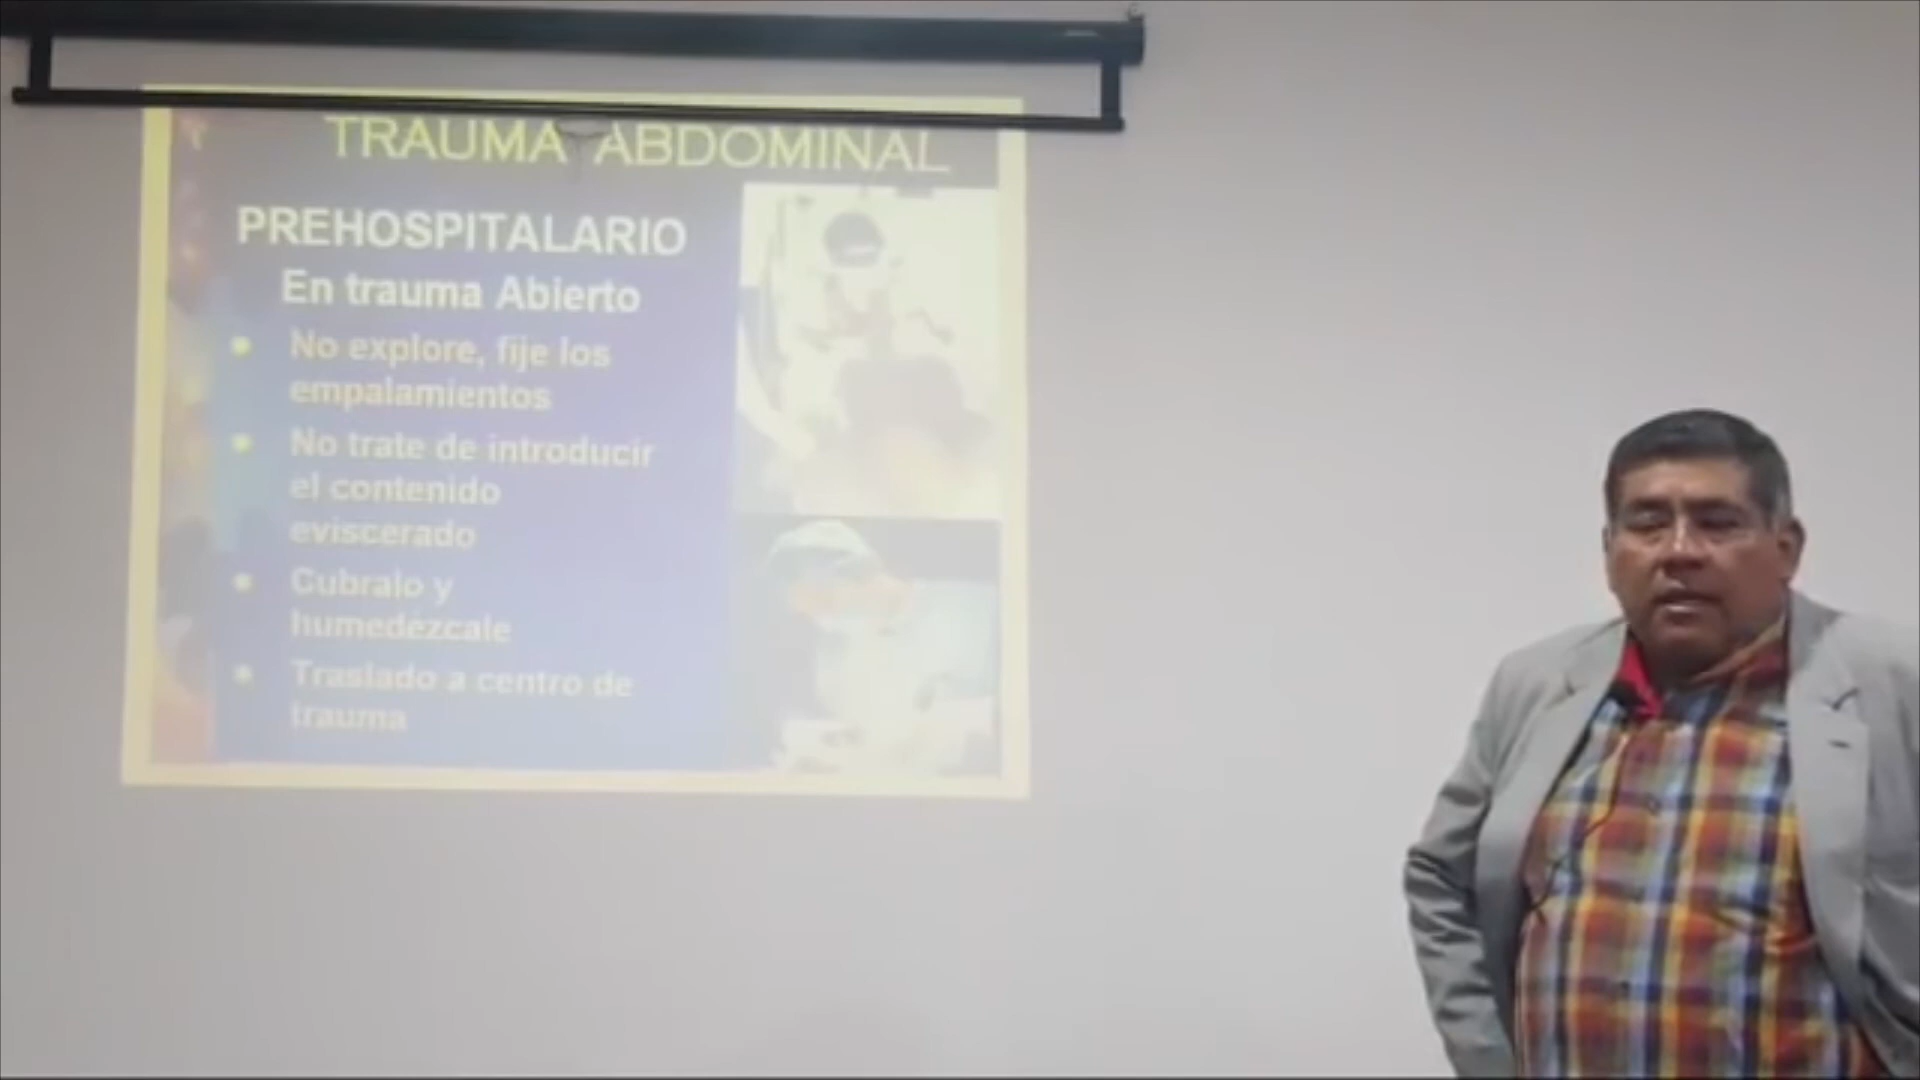 TRAUMA ABDOMINAL
PREHOSPITALARIO
En trauma Abierto
• No explore, fije los
empalamientos
• No trate de introducir
el contenido
eviscerado
• Cubralo y
humedézcale
• Traslado a centro de
trauma